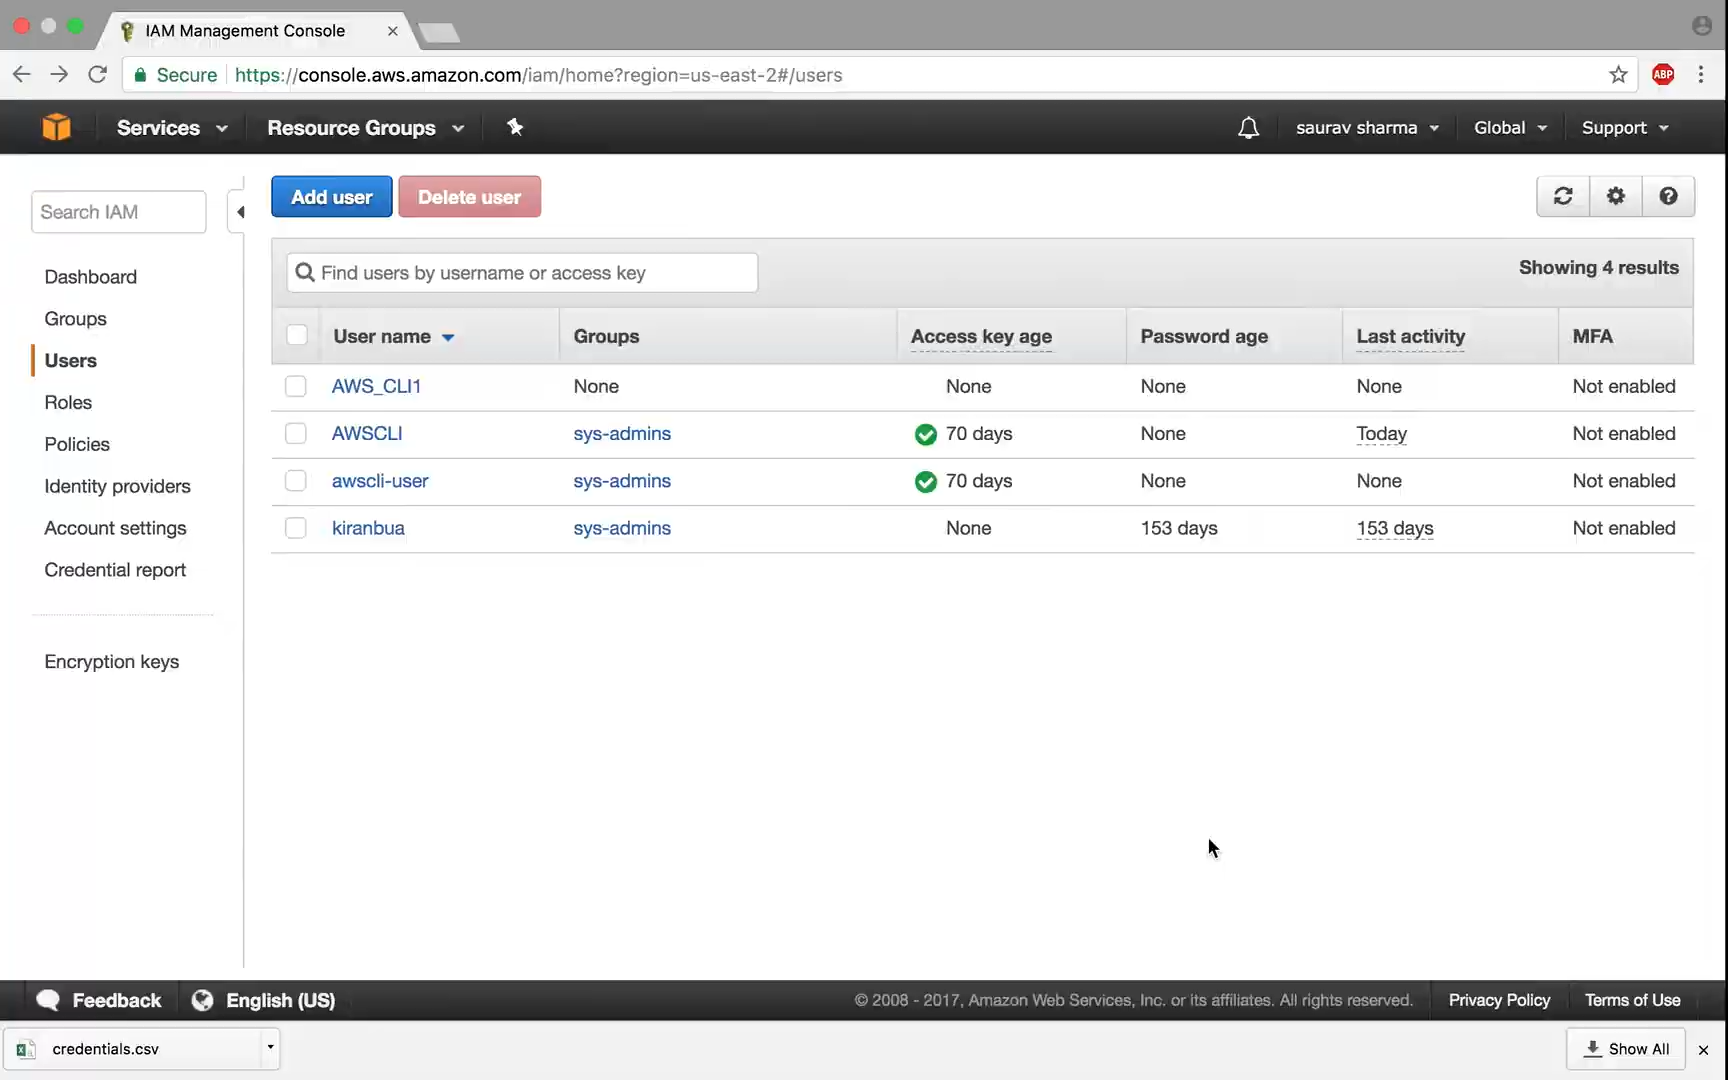 IAM Management Console
Secure https://console.aws.amazon.com/iam/home?region=us-east-2#/users
ABP
Services Resource Groups saurav sharma Global Support
Search IAM
Dashboard
Groups
Users
Roles
Policies
Identity providers
Account settings
Credential report
Encryption keys
Add user Delete user
Find users by username or access key Showing 4 results
User name Groups Access key age Password age Last activity MFA
AWS_CLI1 None None None None Not enabled
AWSCLI sys-admins 70 days None Today Not enabled
awscli-user sys-admins 70 days None None Not enabled
kiranbua sys-admins None 153 days 153 days Not enabled
Feedback English (US) © 2008 - 2017, Amazon Web Services, Inc. or its affiliates. All rights reserved. Privacy Policy Terms of Use
credentials.csv Show All